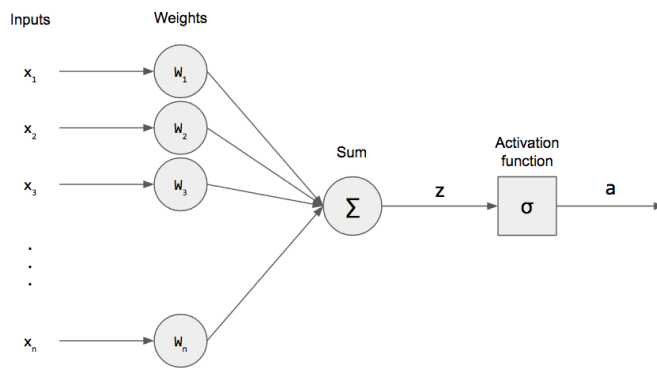 Inputs
Weights
x₁
W₁
x₂
W₂
Activation
function
Sum
x₃
W₃
Σ
z
σ
a
.
.
.
xₙ
Wₙ